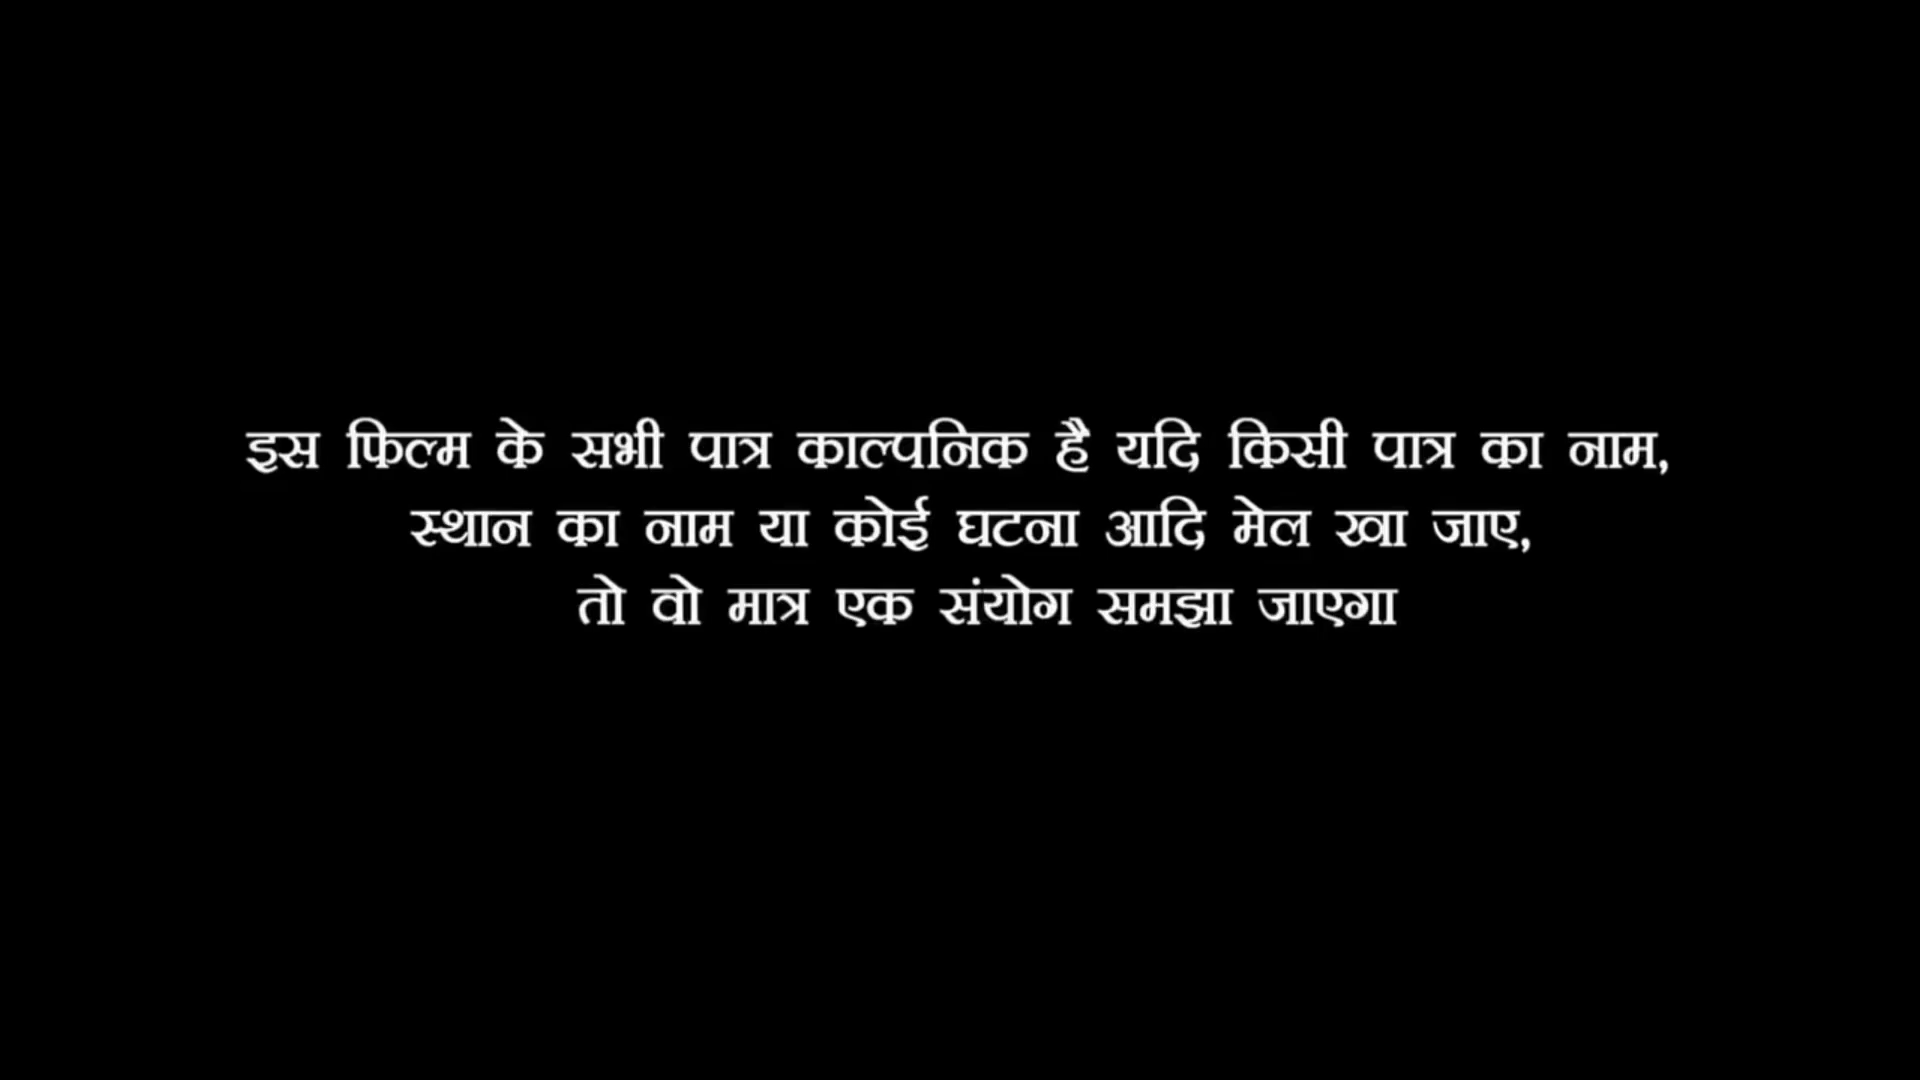 इस फिल्म के सभी पात्र काल्पनिक है यदि किसी पात्र का नाम,
स्थान का नाम या कोई घटना आदि मेल खा जाए,
तो वो मात्र एक संयोग समझा जाएगा